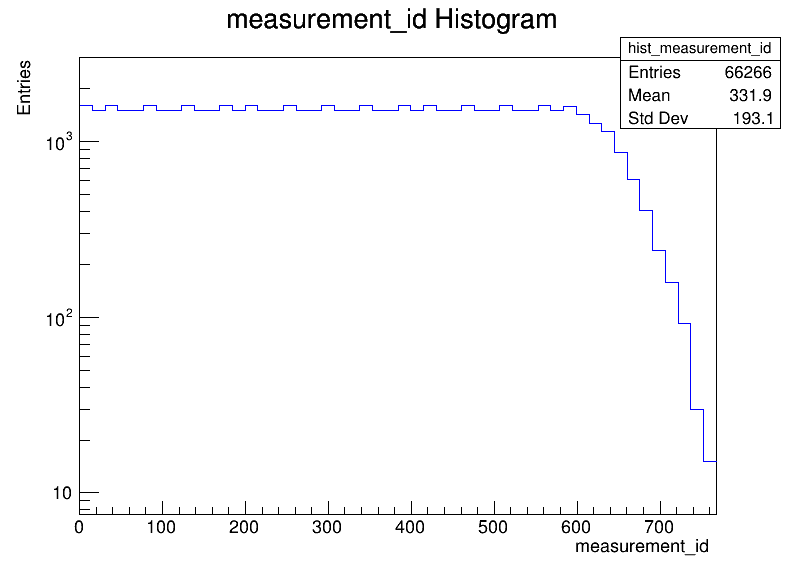 measurement_id Histogram
hist_measurement_id
Entries 66266
Mean 331.9
Std Dev 193.1
Entries
10³
10²
10
0 100 200 300 400 500 600 700
measurement_id